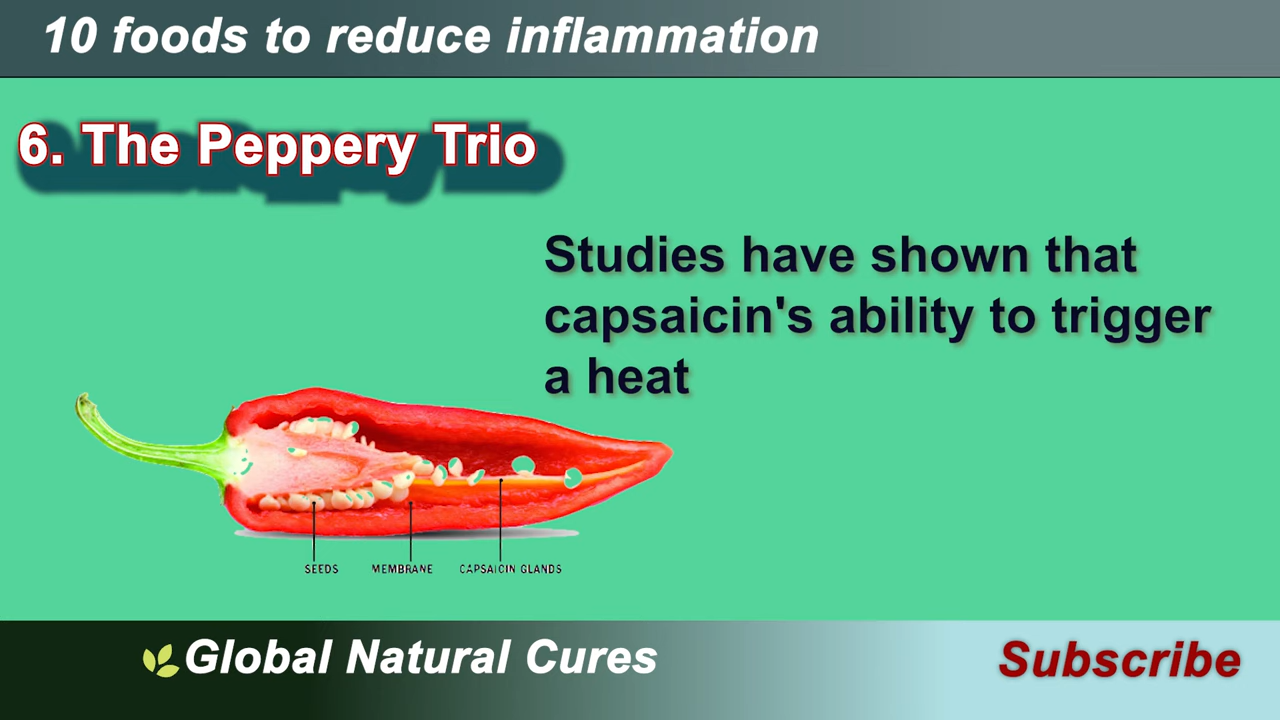 10 foods to reduce inflammation
6. The Peppery Trio
Studies have shown that
capsaicin's ability to trigger
a heat
SEEDS
MEMBRANE
CAPSAICIN GLANDS
Global Natural Cures
Subscribe